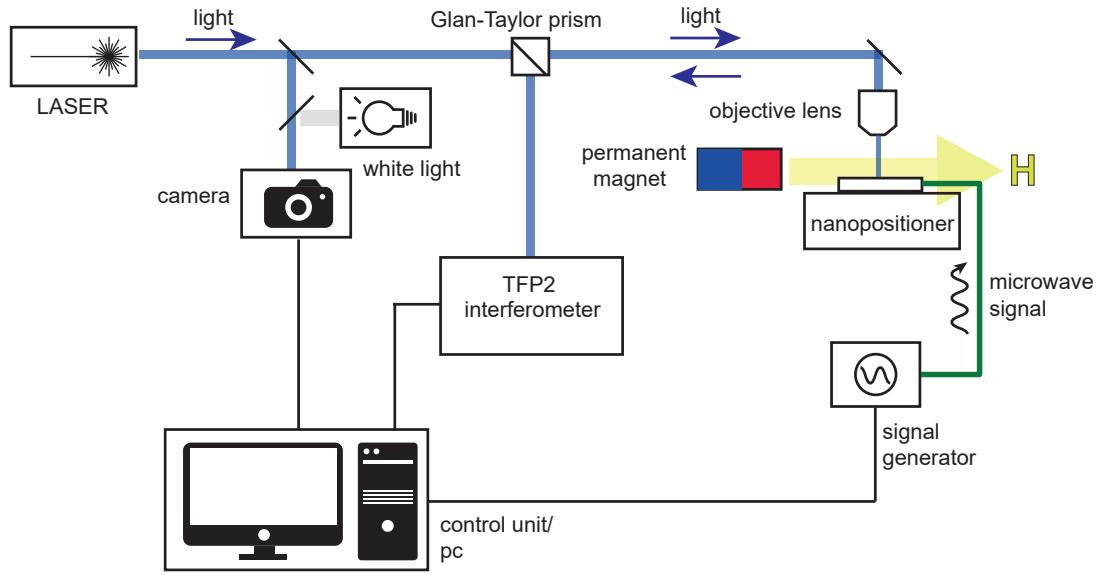 light
Glan-Taylor prism
light
LASER
objective lens
white light
permanent
magnet
H
camera
nanopositioner
TFP2
interferometer
microwave
signal
signal
generator
control unit/
pc